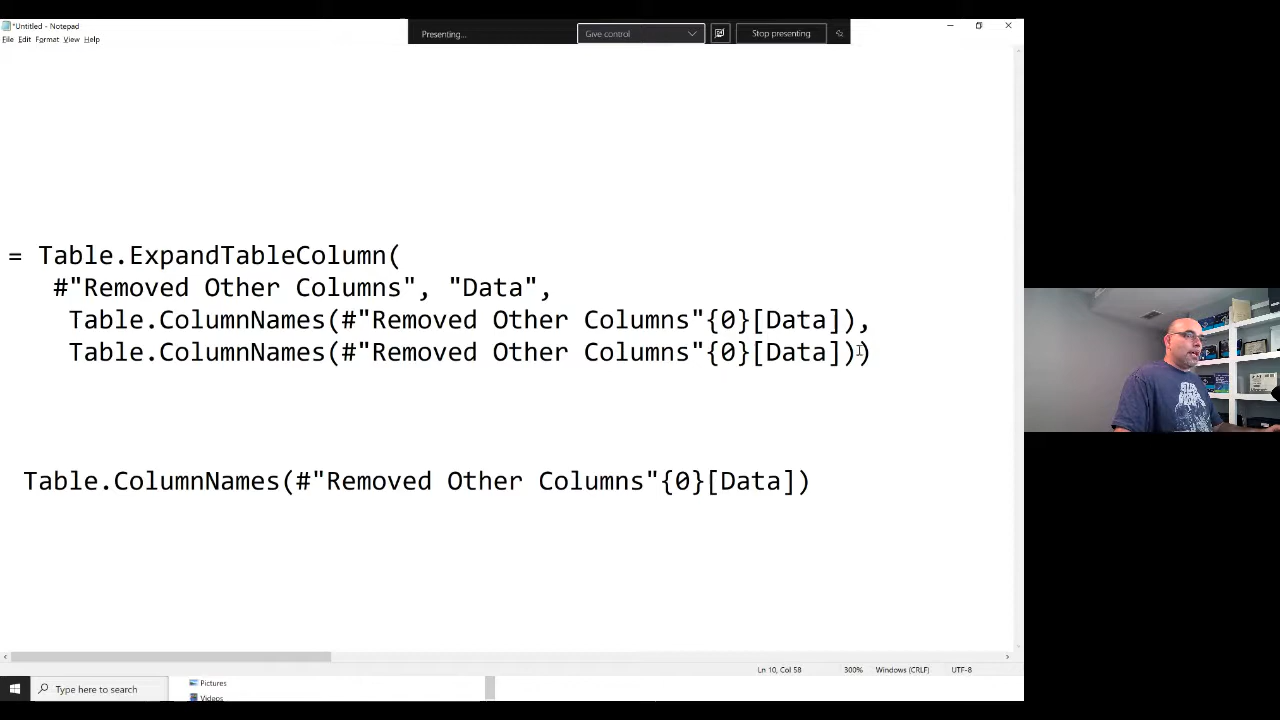 *Untitled - Notepad
File Edit Format View Help
Presenting...
Give control
Stop presenting
= Table.ExpandTableColumn(
#"Removed Other Columns", "Data",
Table.ColumnNames(#"Removed Other Columns"{0}[Data]),
Table.ColumnNames(#"Removed Other Columns"{0}[Data]))
Table.ColumnNames(#"Removed Other Columns"{0}[Data])
Ln 10, Col 58
300%
Windows (CRLF)
UTF-8
Type here to search
Pictures
Videos